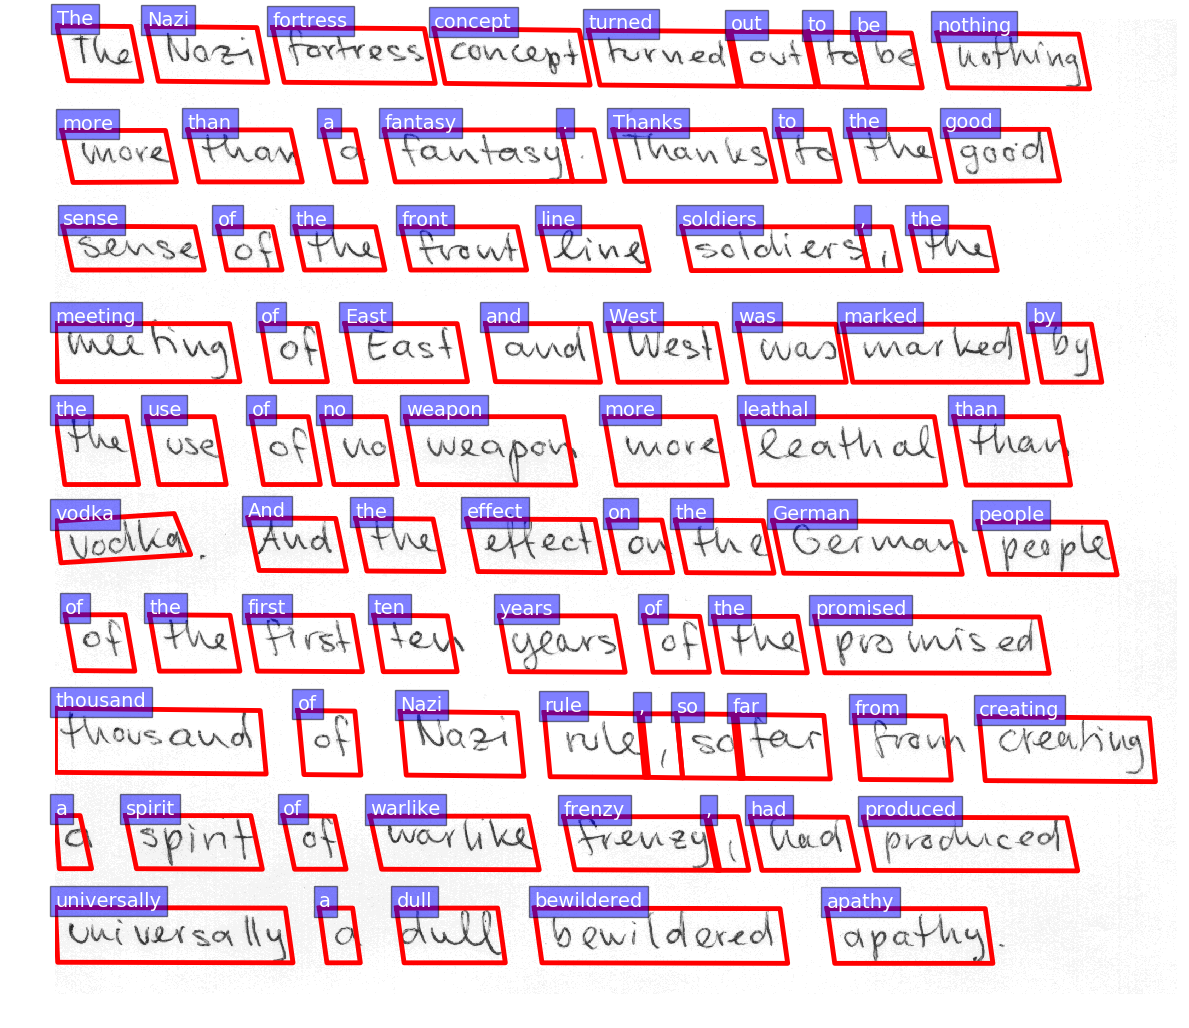 The Nazi fortress concept turned out to be nothing
more than a fantasy. Thanks to the good
sense of the front line soldiers, the
meeting of East and West was marked by
the use of no weapon more leathal than
vodka. And the effect on the German people
of the first ten years of the promised
thousand of Nazi rule, so far from creating
a spirit of warlike frenzy, had produced
universally a dull bewildered apathy.